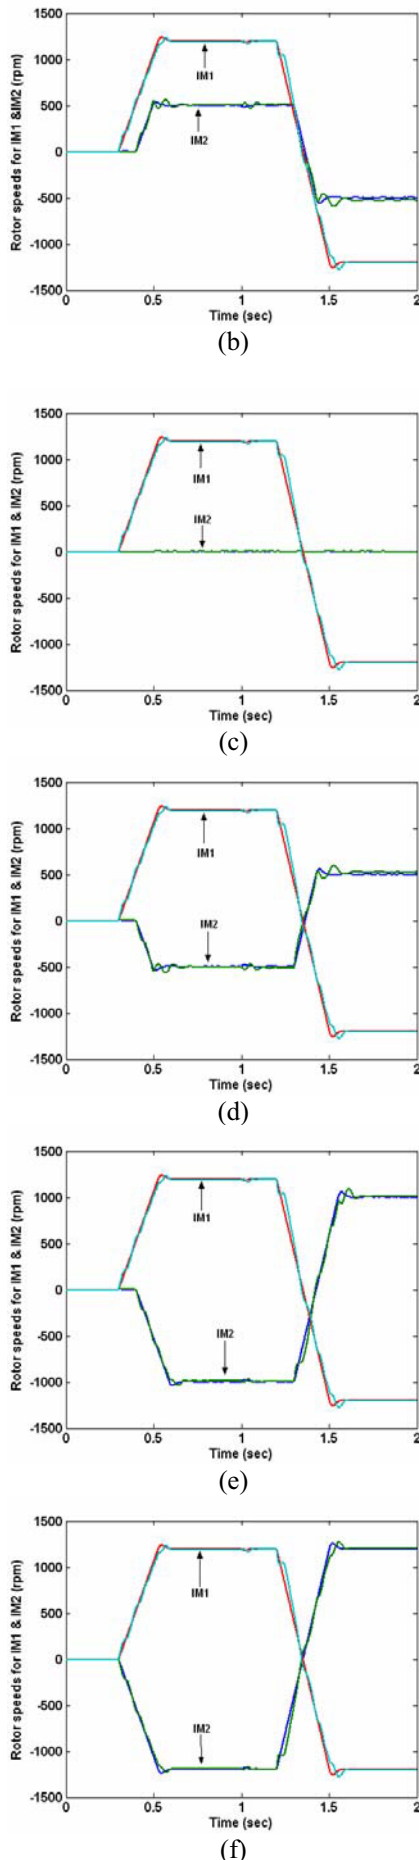 Rotor speeds for IM1 &IM2 (rpm)
1500
1000
500
0
-500
-1000
-1500
IM1
IM2
0 0.5 1 1.5 2
Time (sec)
(b)
Rotor speeds for IM1 & IM2 (rpm)
1500
1000
500
0
-500
-1000
-1500
IM1
IM2
0 0.5 1 1.5 2
Time (sec)
(c)
Rotor speeds for IM1 & IM2 (rpm)
1500
1000
500
0
-500
-1000
-1500
IM1
IM2
0 0.5 1 1.5 2
Time (sec)
(d)
Rotor speeds for IM1 & IM2 (rpm)
1500
1000
500
0
-500
-1000
-1500
IM1
IM2
0 0.5 1 1.5 2
Time (sec)
(e)
Rotor speeds for IM1 & IM2 (rpm)
1500
1000
500
0
-500
-1000
-1500
IM1
IM2
0 0.5 1 1.5 2
Time (sec)
(f)